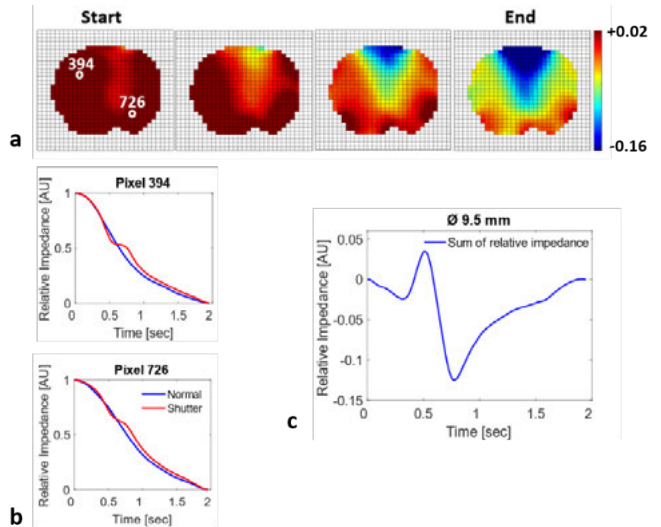 Start
End
394
726
+0.02
-0.16
a
Pixel 394
Relative Impedance [AU]
1
0.5
0
0 0.5 1 1.5 2
Time [sec]
Pixel 726
Relative Impedance [AU]
1
0.5
0
Normal
Shutter
0 0.5 1 1.5 2
Time [sec]
b
Ø 9.5 mm
Relative Impedance [AU]
Sum of relative impedance
0.05
0
-0.05
-0.1
-0.15
0 0.5 1 1.5 2
Time [sec]
c